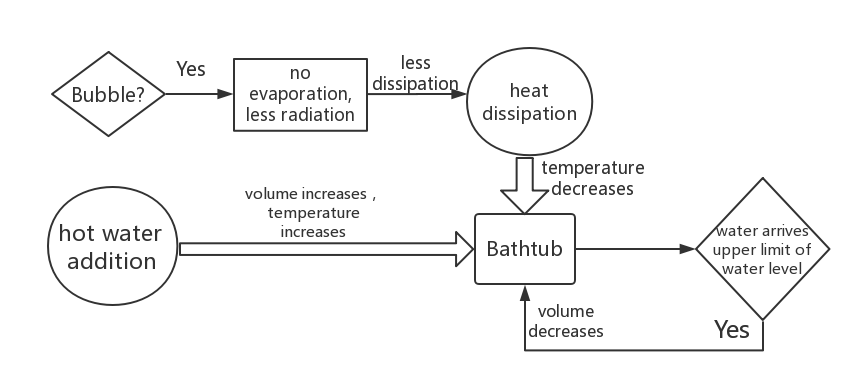 Bubble?
Yes
no
evaporation,
less radiation
less
dissipation
heat
dissipation
temperature
decreases
hot water
addition
volume increases ,
temperature
increases
Bathtub
water arrives
upper limit of
water level
Yes
volume
decreases